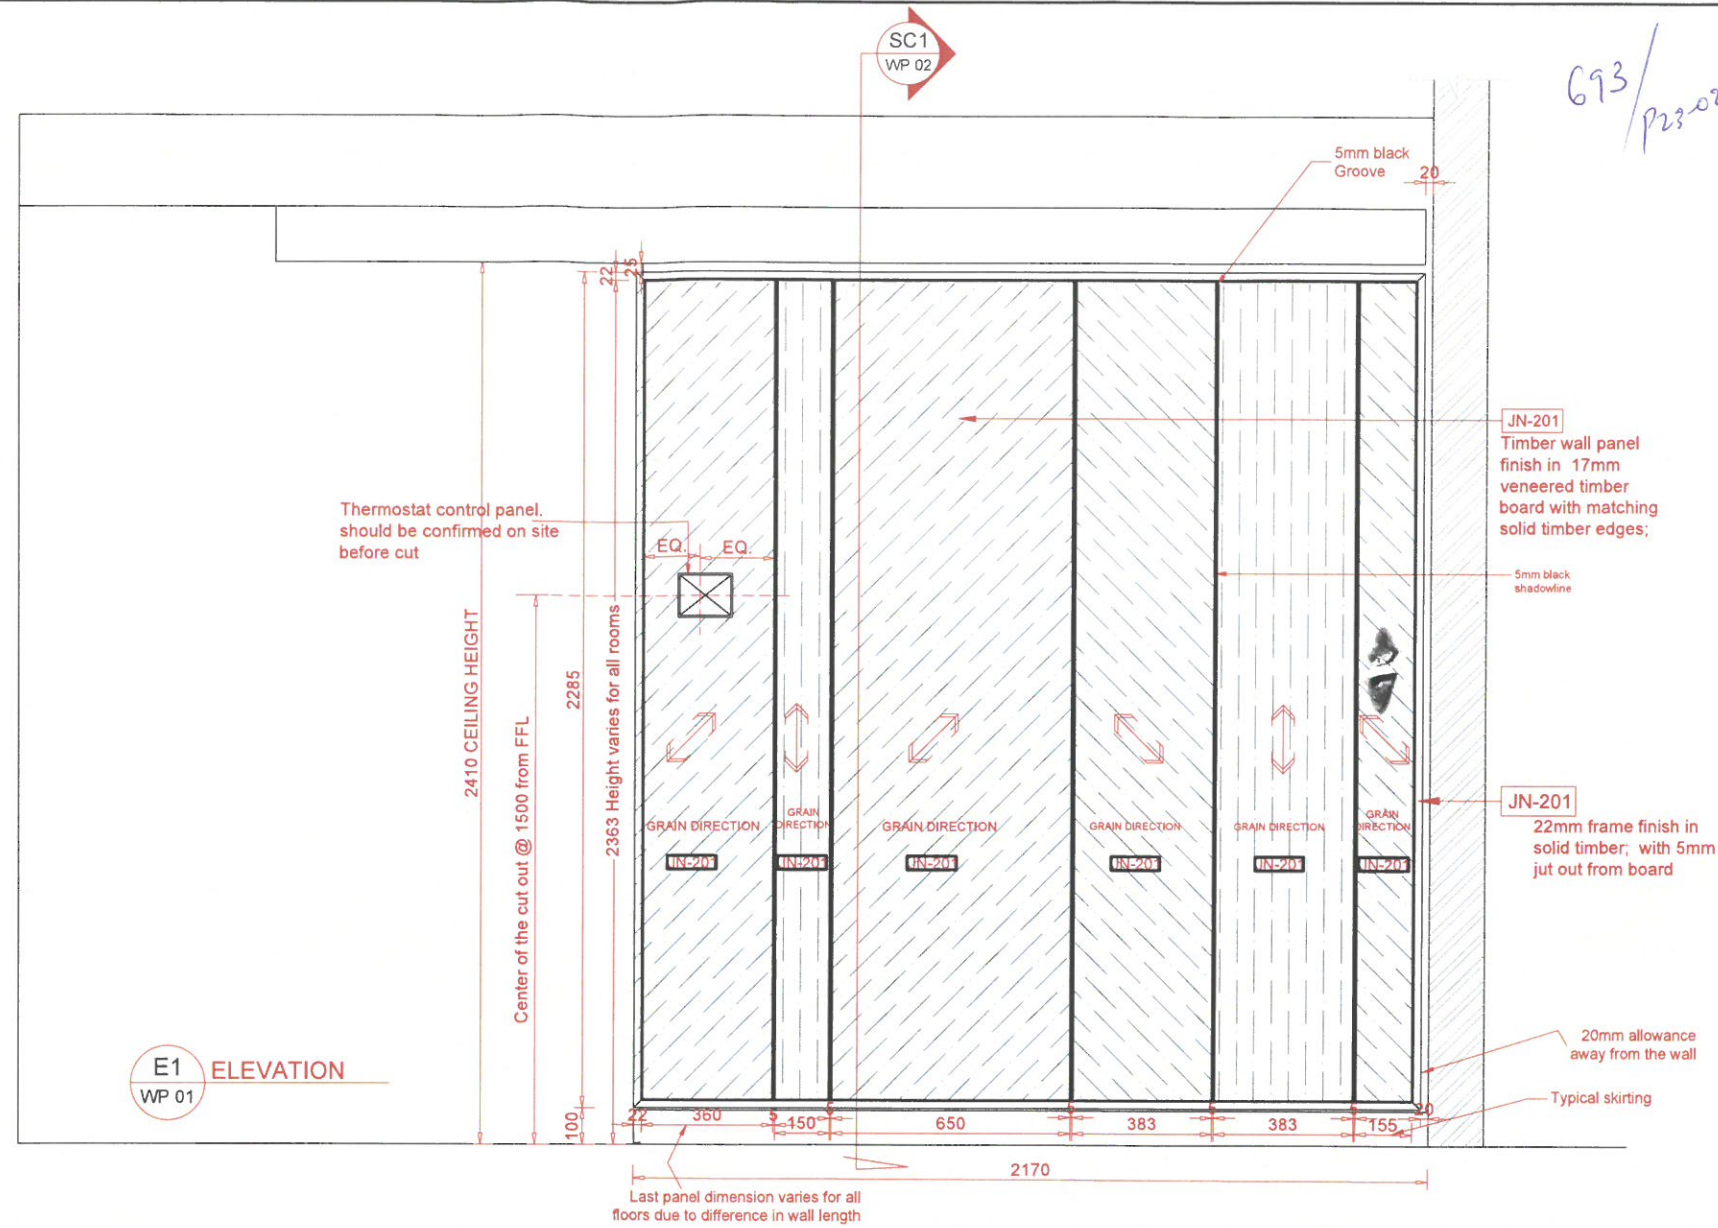 SC1
WP 02
693/P23-02
5mm black
Groove
20
22
25
JN-201
Timber wall panel
finish in 17mm
veneered timber
board with matching
solid timber edges;
Thermostat control panel.
should be confirmed on site
before cut
EQ.
EQ.
5mm black
shadowline
2410 CEILING HEIGHT
Center of the cut out @ 1500 from FFL
2285
2363 Height varies for all rooms
GRAIN DIRECTION
GRAIN
DIRECTION
GRAIN DIRECTION
GRAIN DIRECTION
GRAIN DIRECTION
GRAIN
DIRECTION
JN-201
JN-201
JN-201
JN-201
JN-201
JN-201
JN-201
22mm frame finish in
solid timber; with 5mm
jut out from board
20mm allowance
away from the wall
Typical skirting
E1
WP 01
ELEVATION
100
22
360
5
150
5
650
5
383
5
383
5
155
20
2170
Last panel dimension varies for all
floors due to difference in wall length